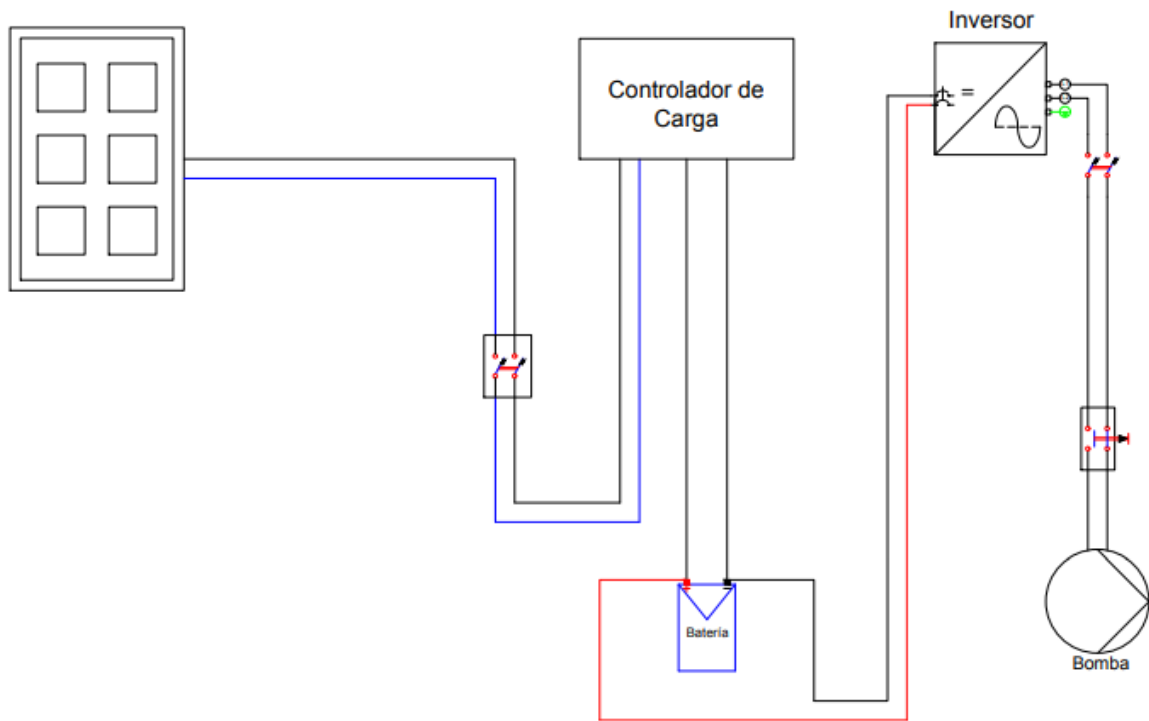 Inversor
Controlador de
Carga
=
Batería
Bomba